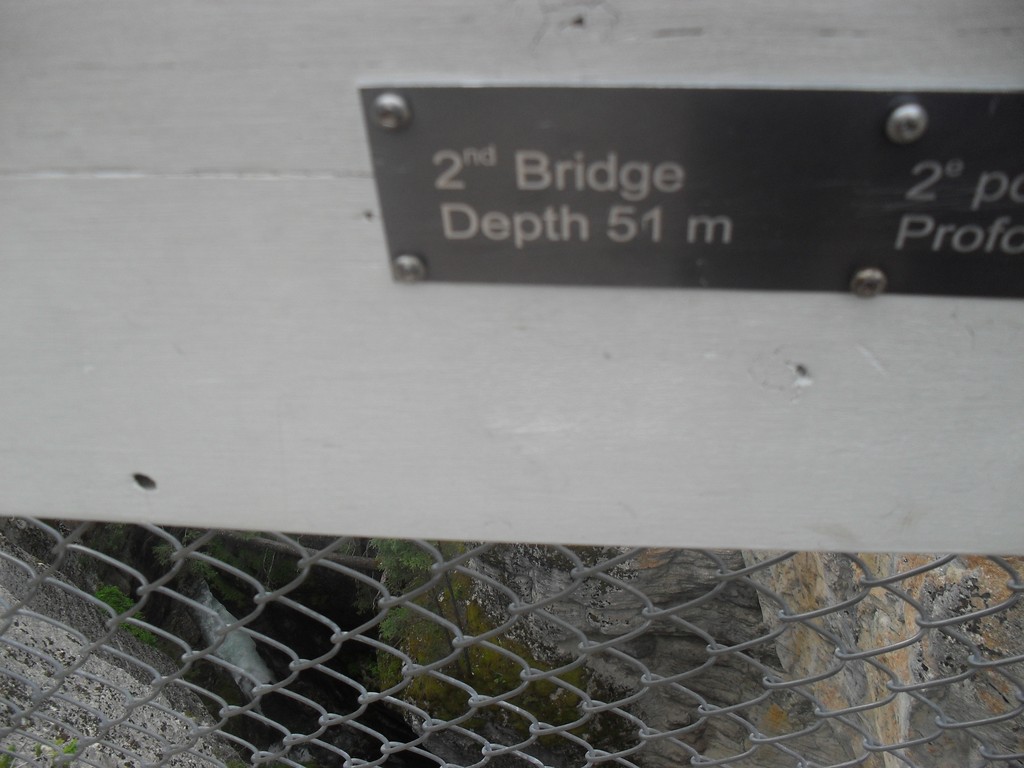 2nd Bridge
Depth 51 m
2e